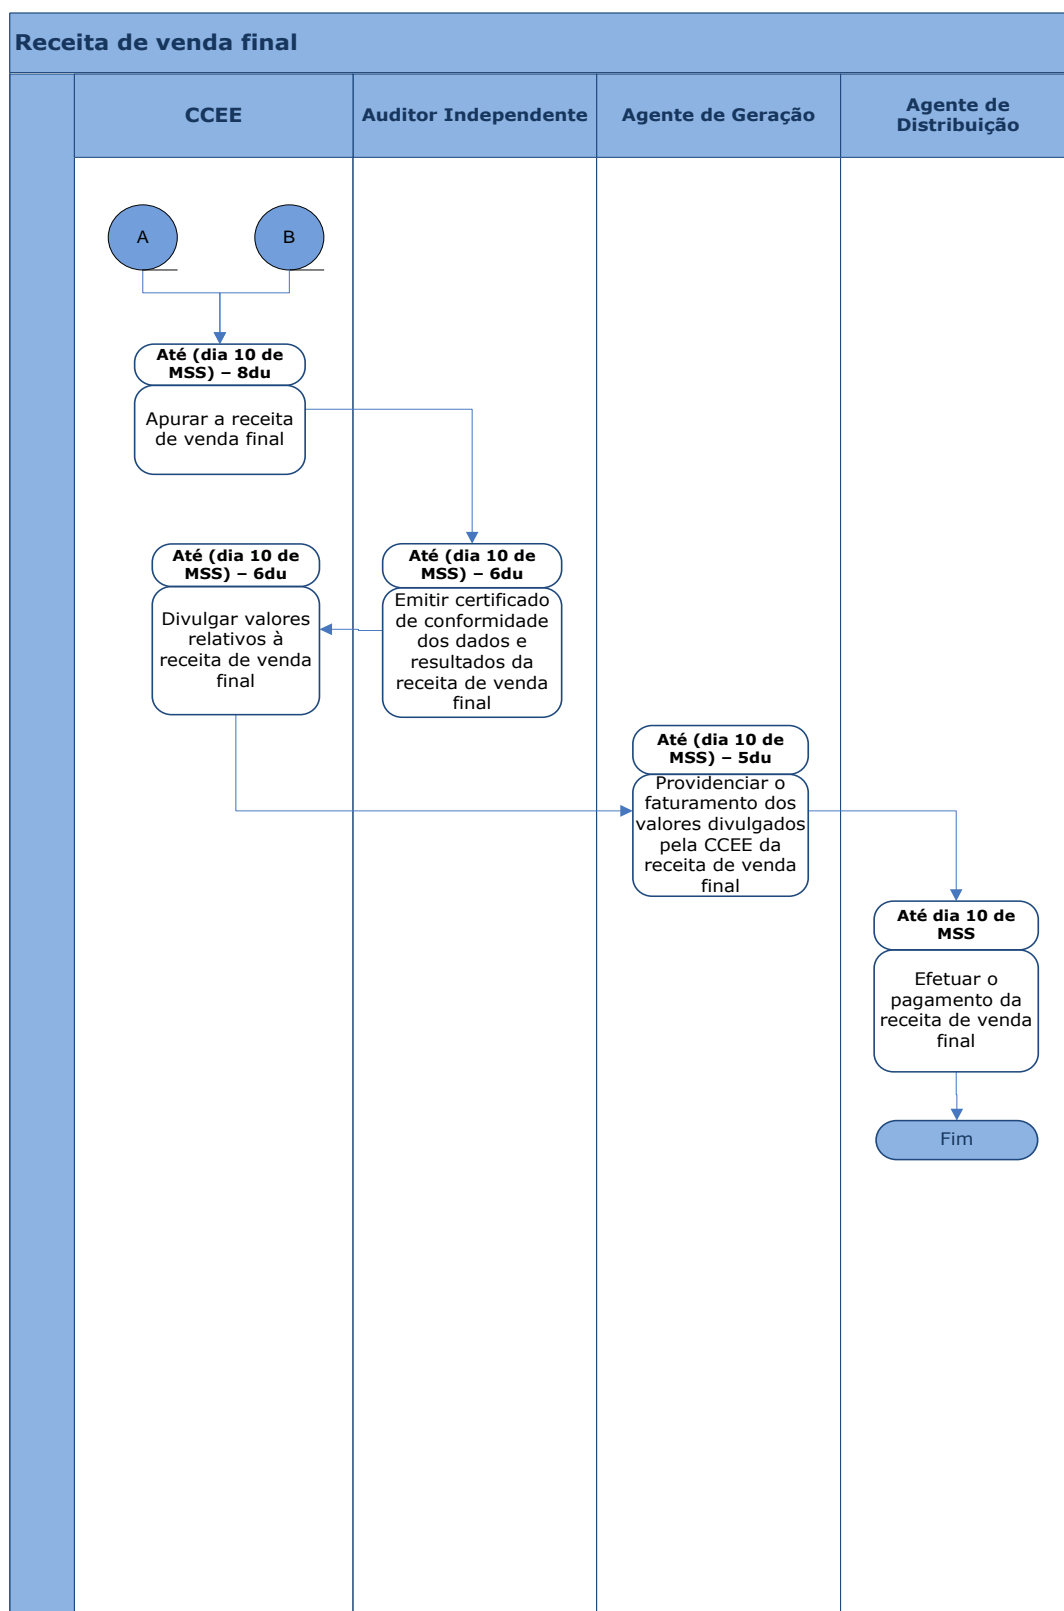 Receita de venda final
CCEE
Auditor Independente
Agente de Geração
Agente de
Distribuição
A
B
Até (dia 10 de
MSS) – 8du
Apurar a receita
de venda final
Até (dia 10 de
MSS) – 6du
Divulgar valores
relativos à
receita de venda
final
Até (dia 10 de
MSS) – 6du
Emitir certificado
de conformidade
dos dados e
resultados da
receita de venda
final
Até (dia 10 de
MSS) – 5du
Providenciar o
faturamento dos
valores divulgados
pela CCEE da
receita de venda
final
Até dia 10 de
MSS
Efetuar o
pagamento da
receita de venda
final
Fim